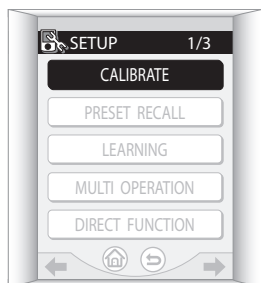 SETUP 1/3
CALIBRATE
PRESET RECALL
LEARNING
MULTI OPERATION
DIRECT FUNCTION